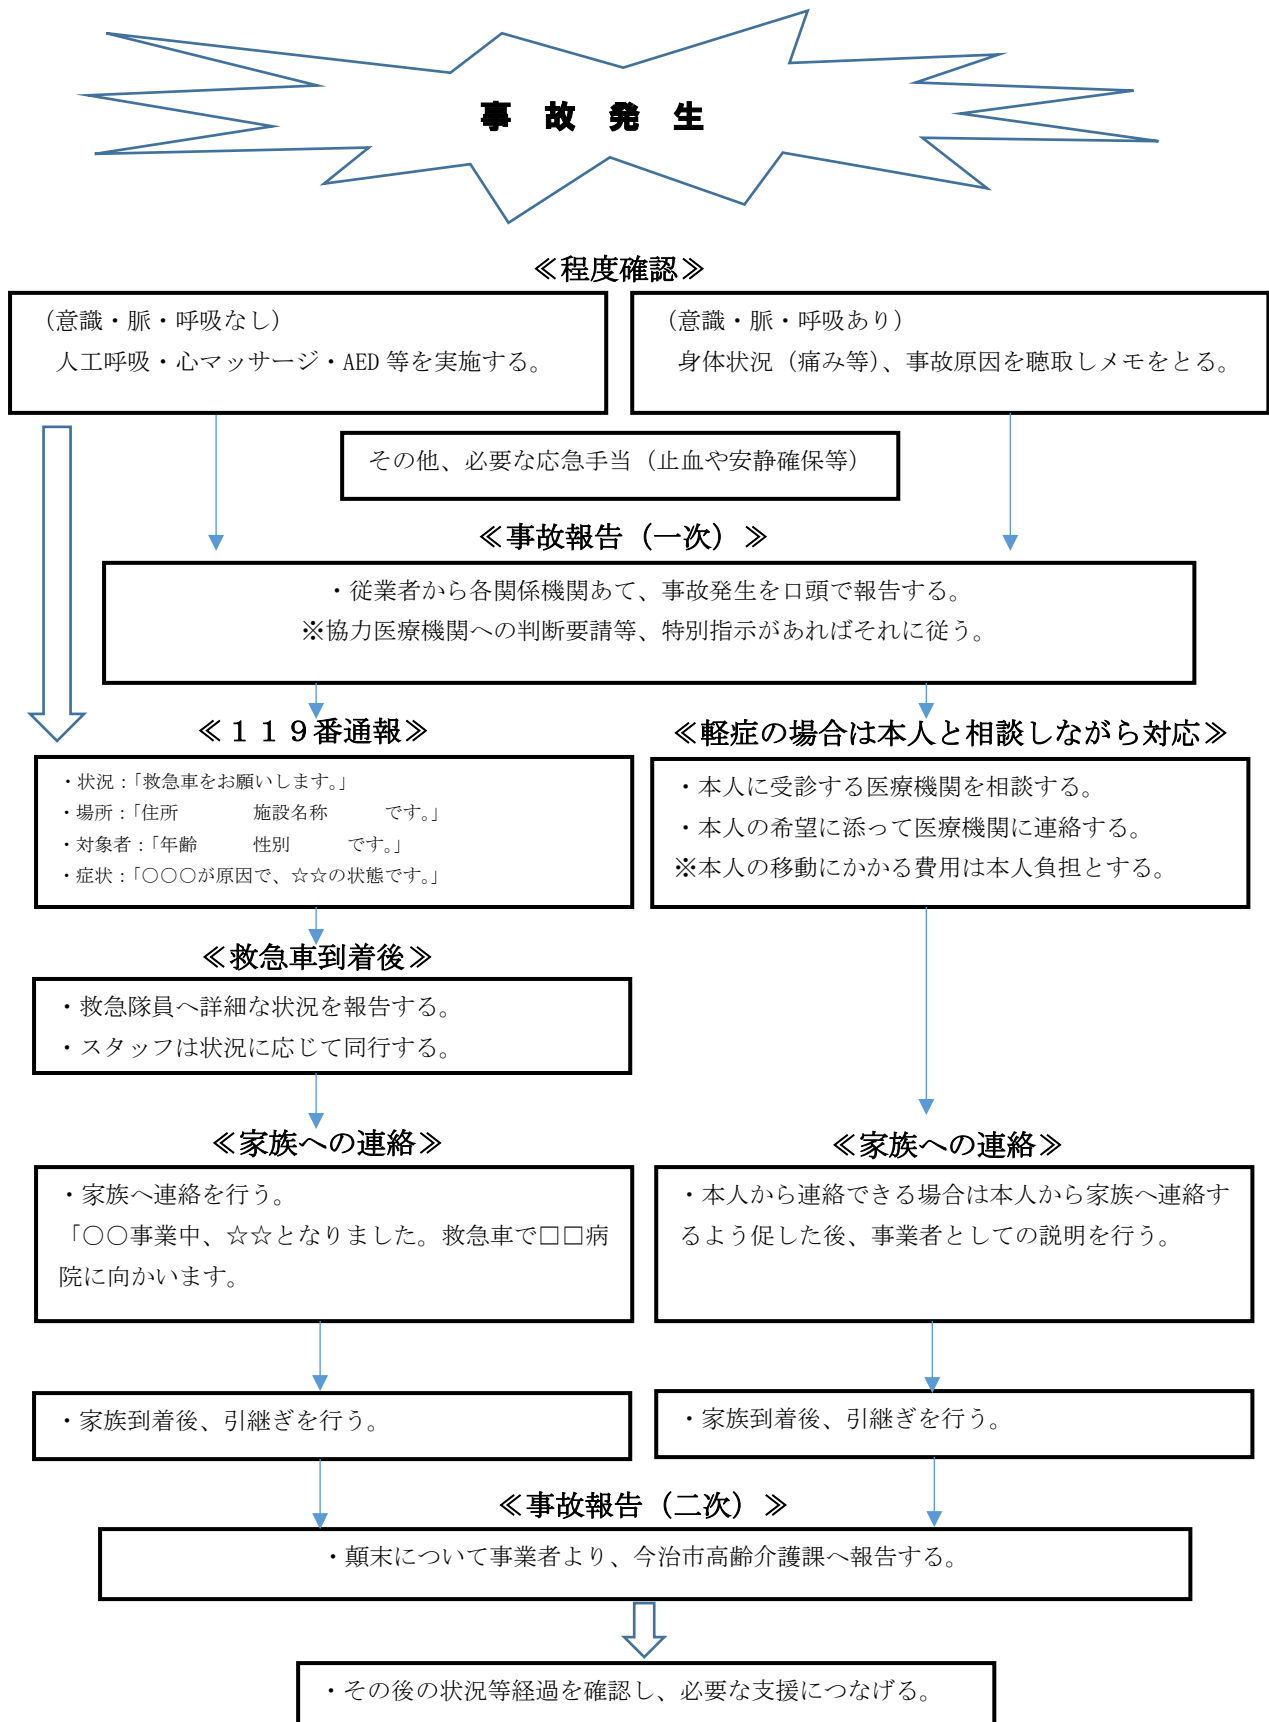 事 故 発 生
≪程度確認≫
（意識・脈・呼吸なし）
人工呼吸・心マッサージ・AED 等を実施する。
（意識・脈・呼吸あり）
身体状況（痛み等）、事故原因を聴取しメモをとる。
その他、必要な応急手当（止血や安静確保等）
≪事故報告（一次）≫
・従業者から各関係機関あて、事故発生を口頭で報告する。
※協力医療機関への判断要請等、特別指示があればそれに従う。
≪１１９番通報≫
・状況：「救急車をお願いします。」
・場所：「住所　　　　施設名称　　　です。」
・対象者：「年齢　　　性別　　　です。」
・症状：「○○○が原因で、☆☆の状態です。」
≪軽症の場合は本人と相談しながら対応≫
・本人に受診する医療機関を相談する。
・本人の希望に添って医療機関に連絡する。
※本人の移動にかかる費用は本人負担とする。
≪救急車到着後≫
・救急隊員へ詳細な状況を報告する。
・スタッフは状況に応じて同行する。
≪家族への連絡≫
・家族へ連絡を行う。
「○○事業中、☆☆となりました。救急車で□□病
院に向かいます。
≪家族への連絡≫
・本人から連絡できる場合は本人から家族へ連絡す
るよう促した後、事業者としての説明を行う。
・家族到着後、引継ぎを行う。
・家族到着後、引継ぎを行う。
≪事故報告（二次）≫
・顛末について事業者より、今治市高齢介護課へ報告する。
・その後の状況等経過を確認し、必要な支援につなげる。